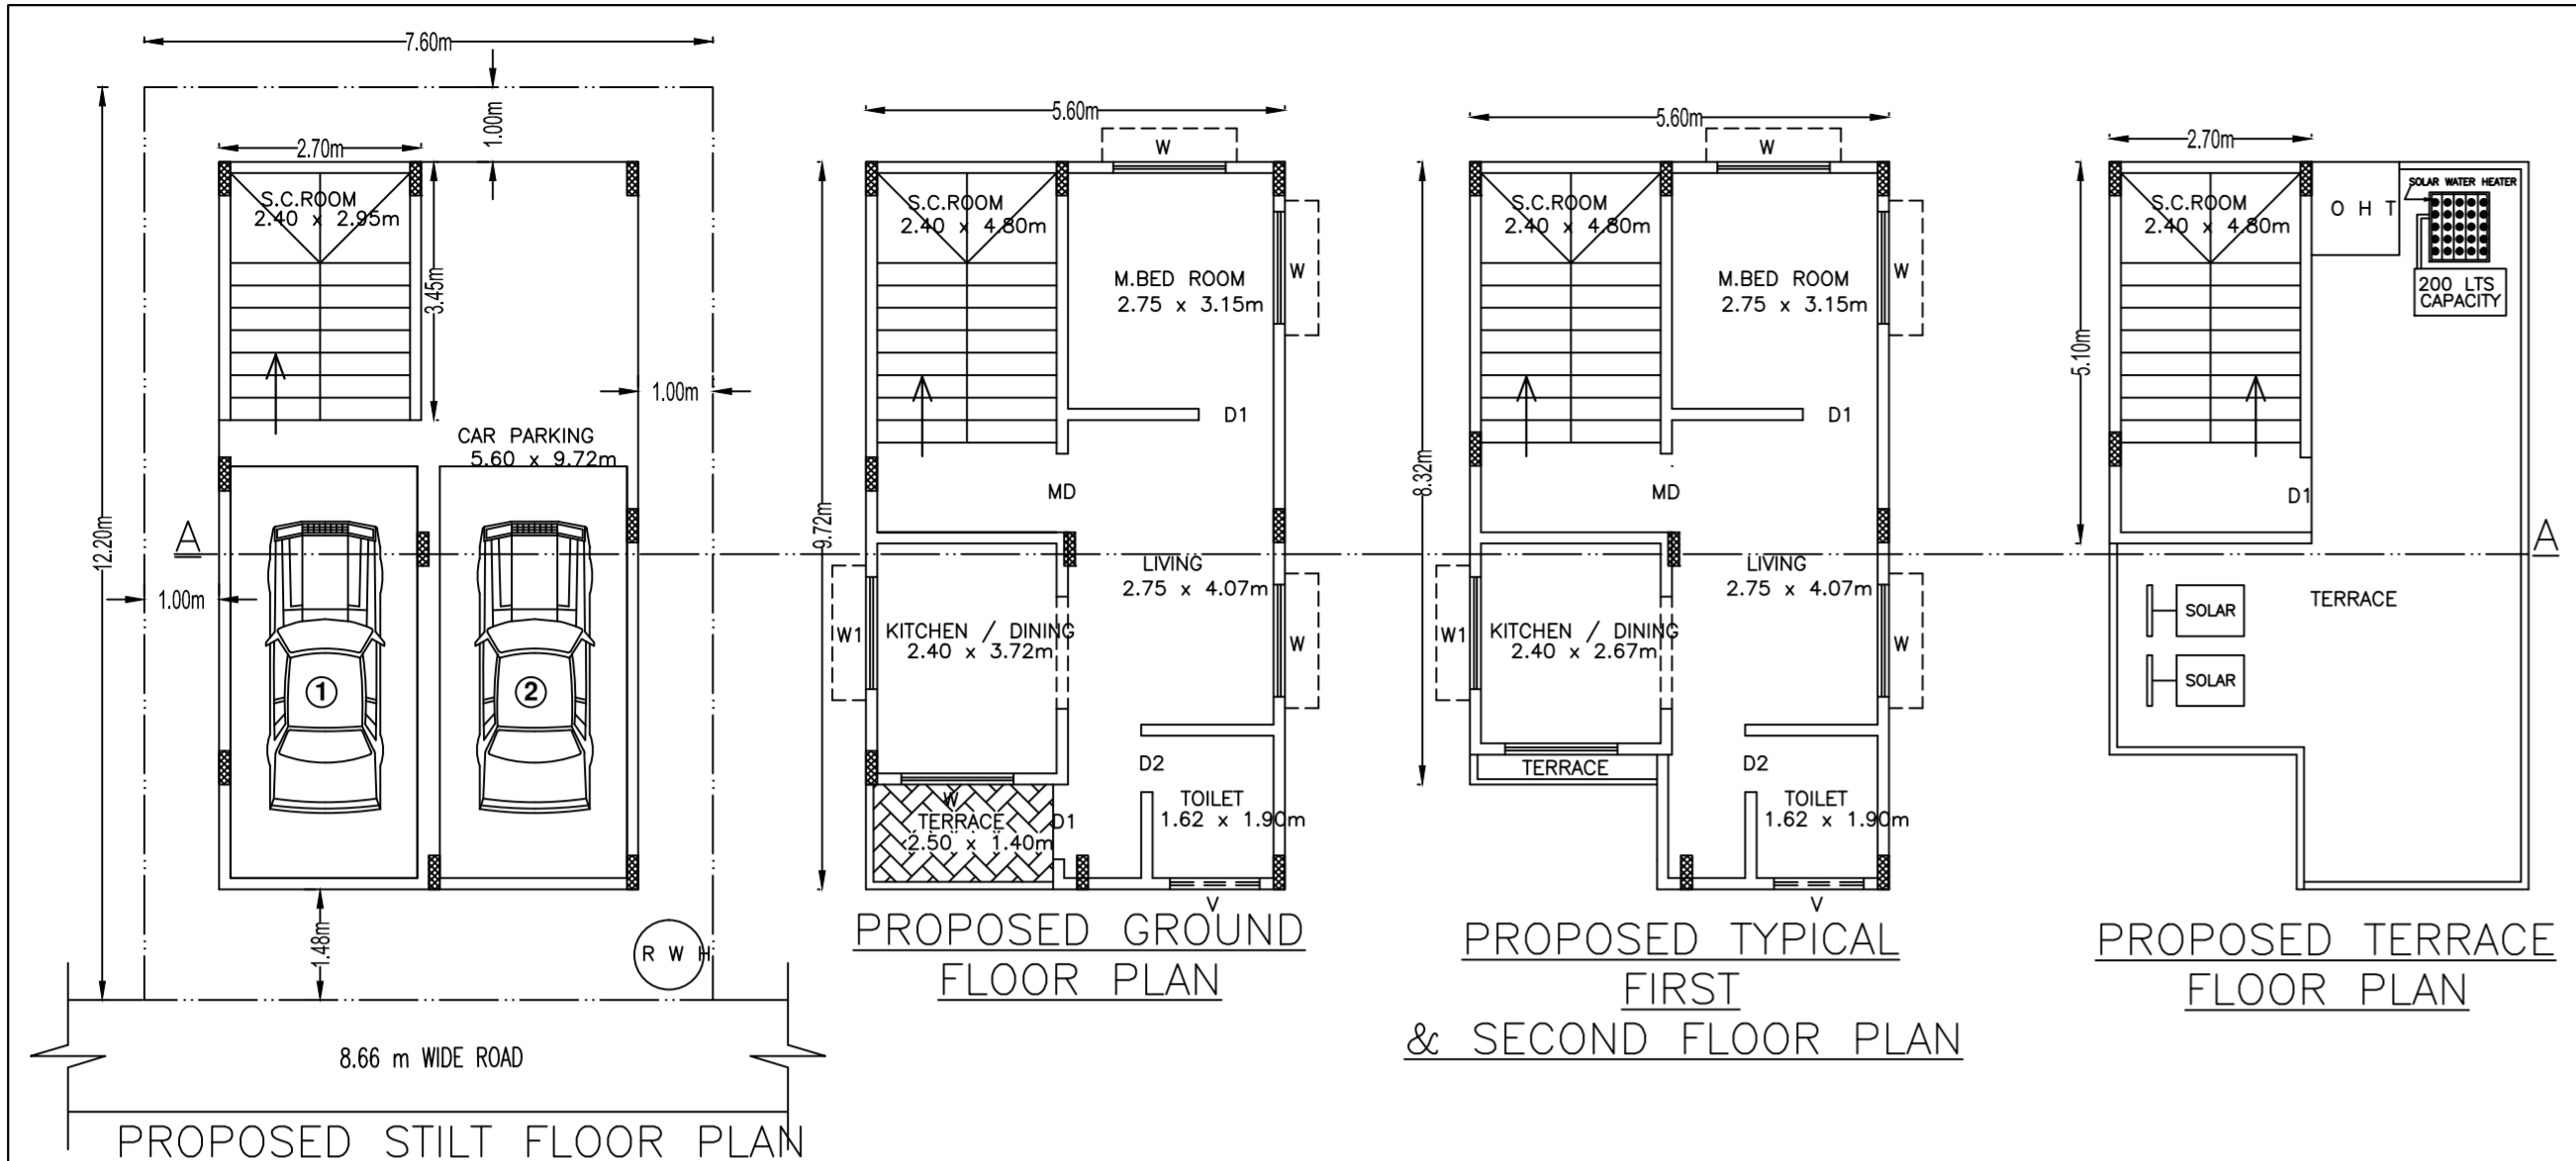 7.60m
1.00m
2.70m
S.C.ROOM
2.40 x 2.95m
3.45m
1.00m
CAR PARKING
5.60 x 9.72m
12.20m
A
1.00m
1
2
1.48m
R W H
8.66 m WIDE ROAD
PROPOSED STILT FLOOR PLAN
5.60m
W
S.C.ROOM
2.40 x 4.80m
W
M.BED ROOM
2.75 x 3.15m
D1
MD
9.72m
LIVING
2.75 x 4.07m
W1
KITCHEN / DINING
2.40 x 3.72m
W
D2
W
TERRACE
2.50 x 1.40m
D1
TOILET
1.62 x 1.90m
V
PROPOSED GROUND
FLOOR PLAN
5.60m
W
S.C.ROOM
2.40 x 4.80m
W
M.BED ROOM
2.75 x 3.15m
D1
8.32m
MD
LIVING
2.75 x 4.07m
W1
KITCHEN / DINING
2.40 x 2.67m
W
TERRACE
D2
TOILET
1.62 x 1.90m
V
PROPOSED TYPICAL
FIRST
& SECOND FLOOR PLAN
2.70m
SOLAR WATER HEATER
S.C.ROOM
2.40 x 4.80m
O H T
200 LTS
CAPACITY
5.10m
D1
A
SOLAR
TERRACE
SOLAR
PROPOSED TERRACE
FLOOR PLAN